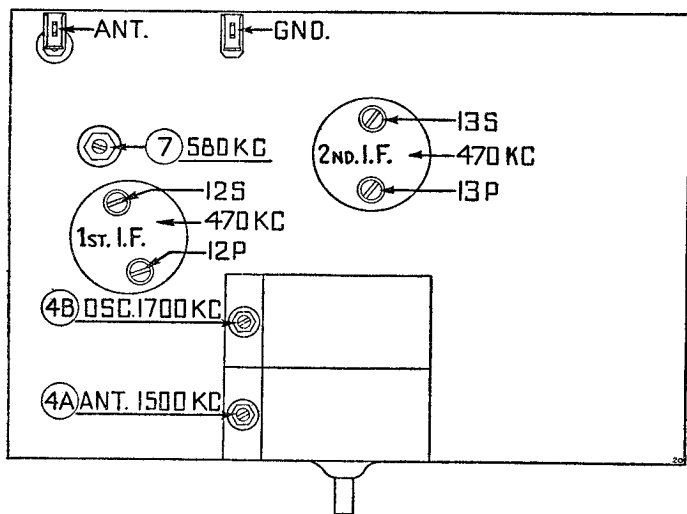 ANT.
GND.
13S
2ND. I.F.
470 KC
13P
7 580 KC
12S
470 KC
1ST. I.F.
12P
4B OSC. 1700 KC
4A ANT. 1500 KC